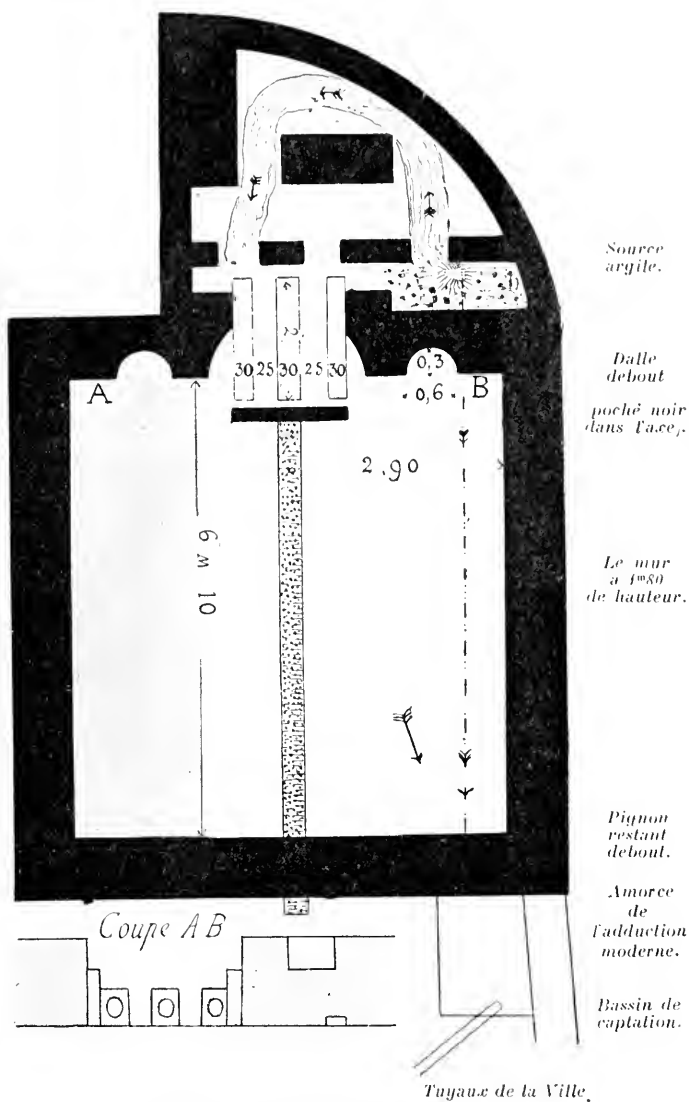 Source
argile.
2
30 25 30 25 30
0,3
0,6
A
B
Dalle
debout
poché noir
dans l'axe,.
2.90
6 m 10
Le mur
a 1m80
de hauteur.
Pignon
restant
debout.
Amorce
de
l'adduction
moderne.
Coupe AB
Bassin de
captation.
Tuyaux de la Ville,